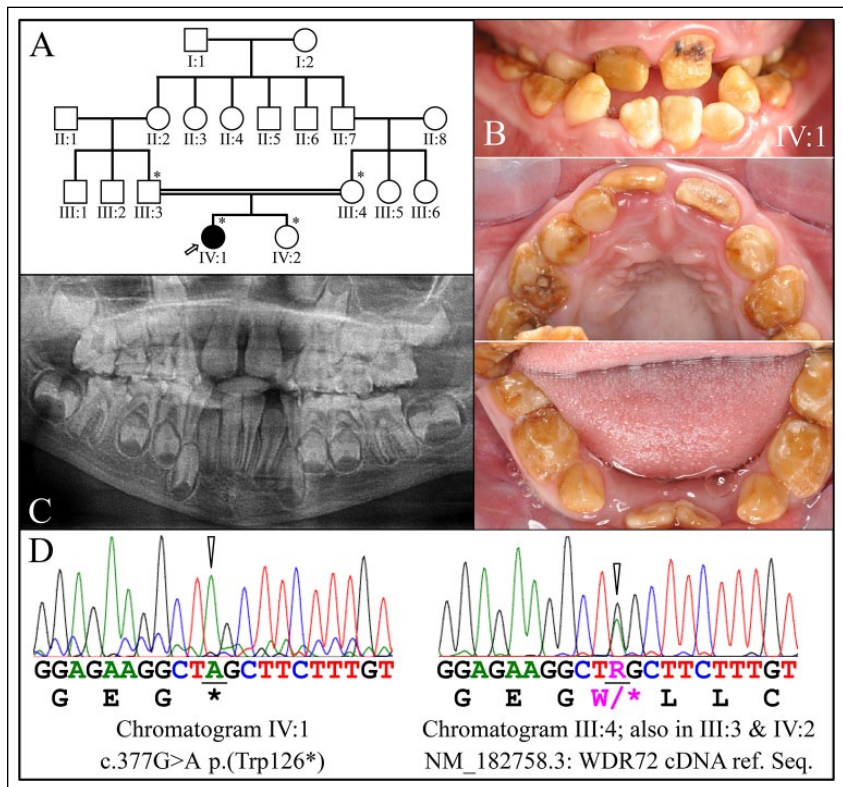 A
I:1 I:2
II:1 II:2 II:3 II:4 II:5 II:6 II:7 II:8
* *
III:1 III:2 III:3 III:4 III:5 III:6
* *
IV:1 IV:2
B
IV:1
C
D
GGAGAAGGCTAGCTTCTTTGT
G E G *
Chromatogram IV:1
c.377G>A p.(Trp126*)
GGAGAAGGCTRGCTTCTTTGT
G E G W/* L L C
Chromatogram III:4; also in III:3 & IV:2
NM_182758.3: WDR72 cDNA ref. Seq.